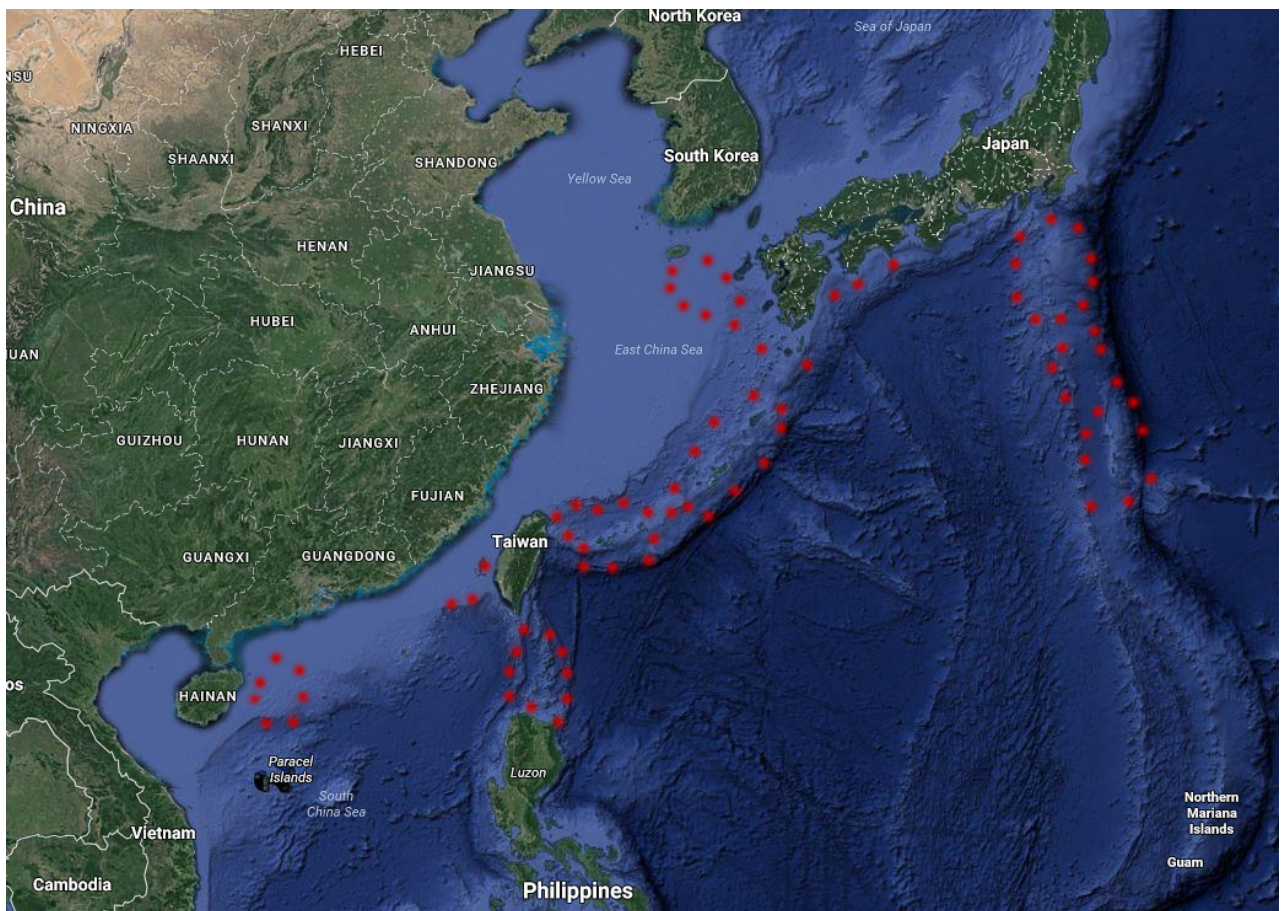 North Korea
Sea of Japan
HEBEI
NSU
NINGXIA
SHANXI
SHAANXI
SHANDONG
South Korea
Japan
Yellow Sea
China
HENAN
JIANGSU
HUBEI
ANHUI
East China Sea
UAN
ZHEJIANG
GUIZHOU
HUNAN
JIANGXI
FUJIAN
Taiwan
GUANGXI
GUANGDONG
os
HAINAN
Paracel
Islands
Luzon
South
China Sea
Northern
Mariana
Islands
Vietnam
Guam
Cambodia
Philippines